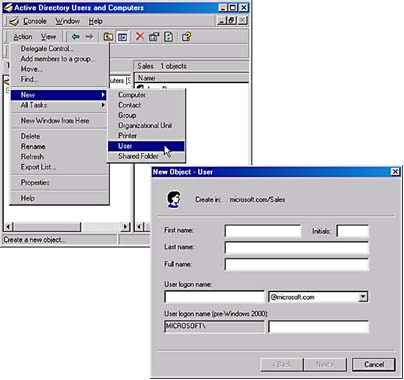 Active Directory Users and Computers
Console Window Help
Action View
Delegate Control...
Add members to a group...
Move...
Find...
New
All Tasks
New Window from Here
Delete
Rename
Refresh
Export List...
Properties
Help
Sales 1 objects
Name
Computer
Contact
Group
Organizational Unit
Printer
User
Shared Folder
Create a new object...
New Object - User
Create in: microsoft.com/Sales
First name: Initials:
Last name:
Full name:
User logon name:
@microsoft.com
User logon name (pre-Windows 2000):
MICROSOFT\
< Back Next > Cancel